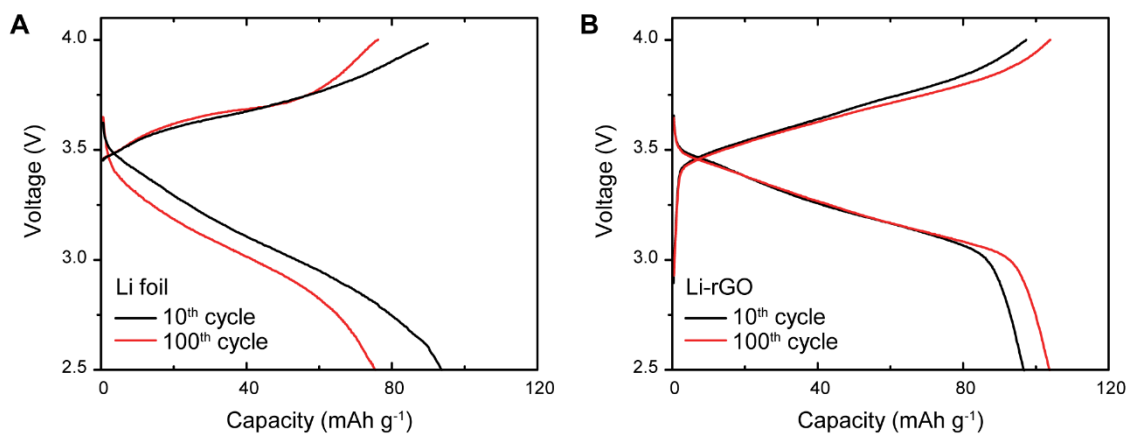 A
4.0
3.5
3.0
2.5
Voltage (V)
Li foil
10th cycle
100th cycle
0
40
80
120
Capacity (mAh g-1)
B
4.0
3.5
3.0
2.5
Voltage (V)
Li-rGO
10th cycle
100th cycle
0
40
80
120
Capacity (mAh g-1)